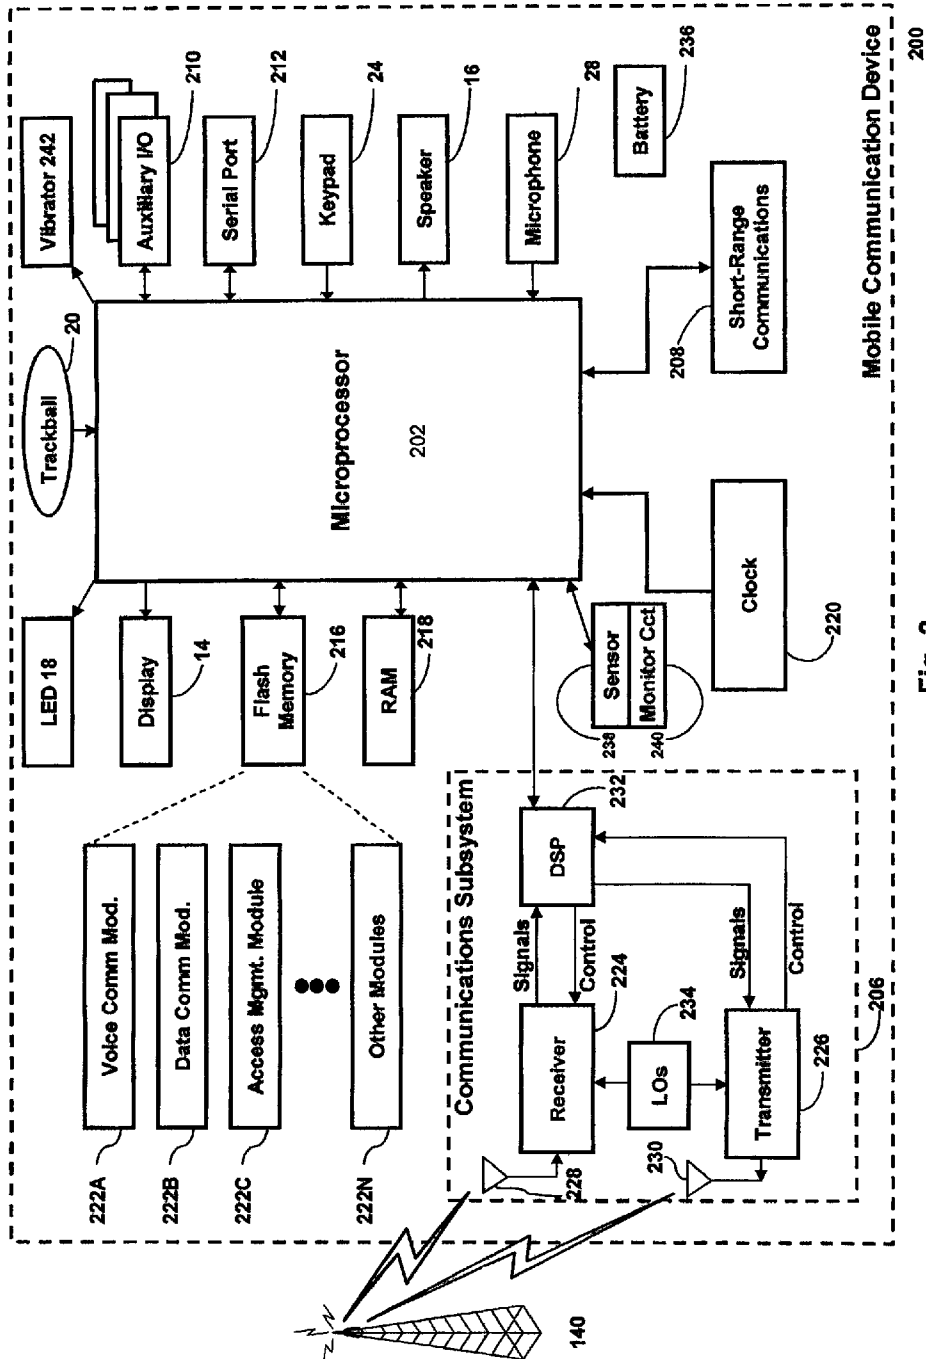 Vibrator 242
Auxiliary I/O
210
Serial Port
212
Keypad
24
Speaker
16
Microphone
28
Battery
236
Trackball
20
Microprocessor
202
Short-Range
Communications
208
Mobile Communication Device
200
LED 18
Display
14
Flash
Memory
216
RAM
218
Sensor
Monitor Cct
238
240
Clock
220
Voice Comm Mod.
222A
Data Comm Mod.
222B
Access Mgmt. Module
222C
Other Modules
222N
Communications Subsystem
DSP
232
Signals
Control
Receiver
224
LOs
234
Signals
Control
Transmitter
226
228
230
206
140